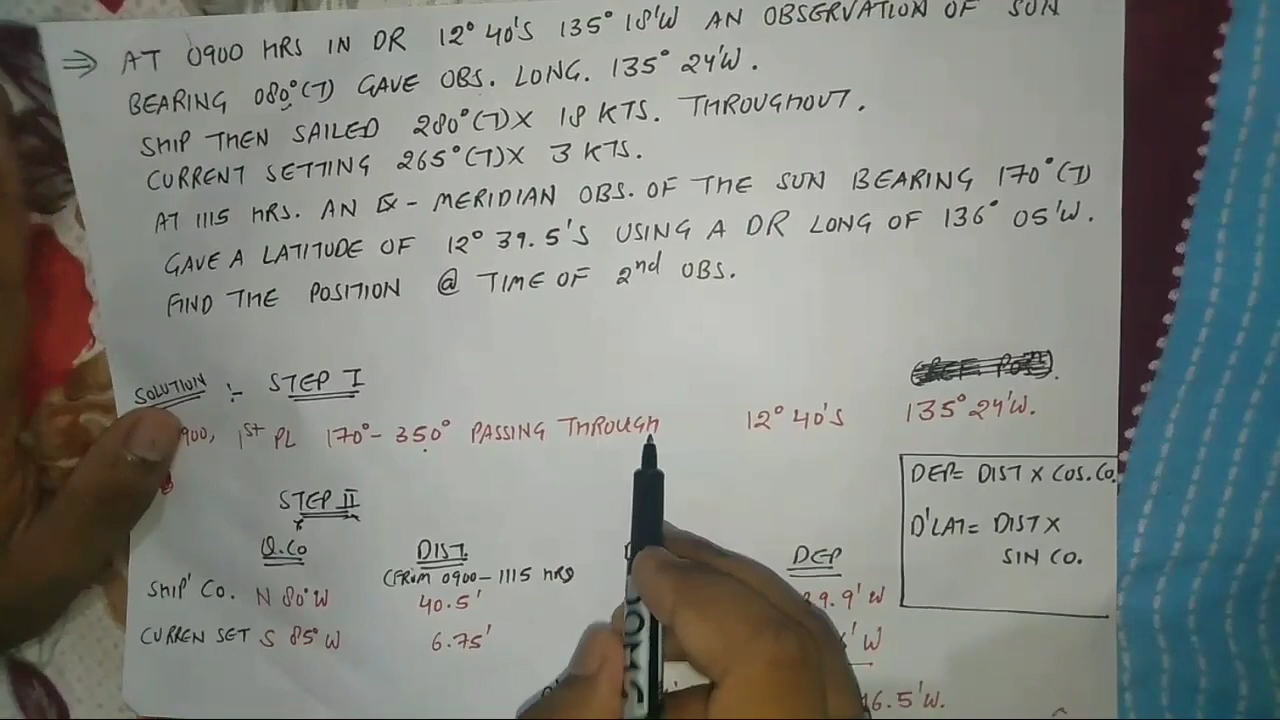 ⇒ AT 0900 HRS IN DR 12° 40'S 135° 18'W AN OBSERVATION OF SUN
BEARING 080°(T) GAVE OBS. LONG. 135° 24'W.
SHIP THEN SAILED 280°(T) X 18 KTS. THROUGHOUT.
CURRENT SETTING 265°(T) X 3 KTS.
AT 1115 HRS. AN EX-MERIDIAN OBS. OF THE SUN BEARING 170°(T)
GAVE A LATITUDE OF 12° 39.5'S USING A DR LONG OF 136° 05'W.
FIND THE POSITION @ TIME OF 2nd OBS.
SOLUTION :- STEP I
900, 1st PL 170°- 350° PASSING THROUGH 12° 40'S 135° 24'W.
STEP II
DEP= DIST X COS. CO.
D'LAT= DIST X
SIN CO.
Q.Co DIST. DEP
(FROM 0900-1115 HRS)
SHIP' CO. N 80° W 40.5' 39.9' W
CURREN SET S 85° W 6.75' 'W
6.5'W.